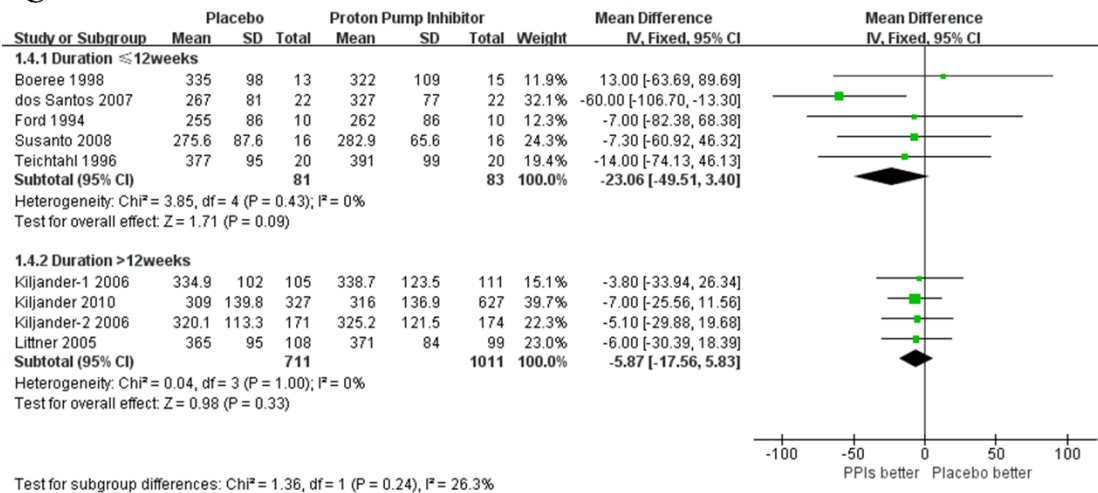 Placebo Proton Pump Inhibitor Mean Difference Mean Difference
Study or Subgroup Mean SD Total Mean SD Total Weight IV, Fixed, 95% CI IV, Fixed, 95% CI
1.4.1 Duration ≤12weeks
Boeree 1998 335 98 13 322 109 15 11.9% 13.00 [-63.69, 89.69]
dos Santos 2007 267 81 22 327 77 22 32.1% -60.00 [-106.70, -13.30]
Ford 1994 255 86 10 262 86 10 12.3% -7.00 [-82.38, 68.38]
Susanto 2008 275.6 87.6 16 282.9 65.6 16 24.3% -7.30 [-60.92, 46.32]
Teichtahl 1996 377 95 20 391 99 20 19.4% -14.00 [-74.13, 46.13]
Subtotal (95% CI) 81 83 100.0% -23.06 [-49.51, 3.40]
Heterogeneity: Chi² = 3.85, df = 4 (P = 0.43); I² = 0%
Test for overall effect: Z = 1.71 (P = 0.09)
1.4.2 Duration >12weeks
Kiljander-1 2006 334.9 102 105 338.7 123.5 111 15.1% -3.80 [-33.94, 26.34]
Kiljander 2010 309 139.8 327 316 136.9 627 39.7% -7.00 [-25.56, 11.56]
Kiljander-2 2006 320.1 113.3 171 325.2 121.5 174 22.3% -5.10 [-29.88, 19.68]
Littner 2005 365 95 108 371 84 99 23.0% -6.00 [-30.39, 18.39]
Subtotal (95% CI) 711 1011 100.0% -5.87 [-17.56, 5.83]
Heterogeneity: Chi² = 0.04, df = 3 (P = 1.00); I² = 0%
Test for overall effect: Z = 0.98 (P = 0.33)
-100 -50 0 50 100
PPIs better Placebo better
Test for subgroup differences: Chi² = 1.36, df = 1 (P = 0.24), I² = 26.3%